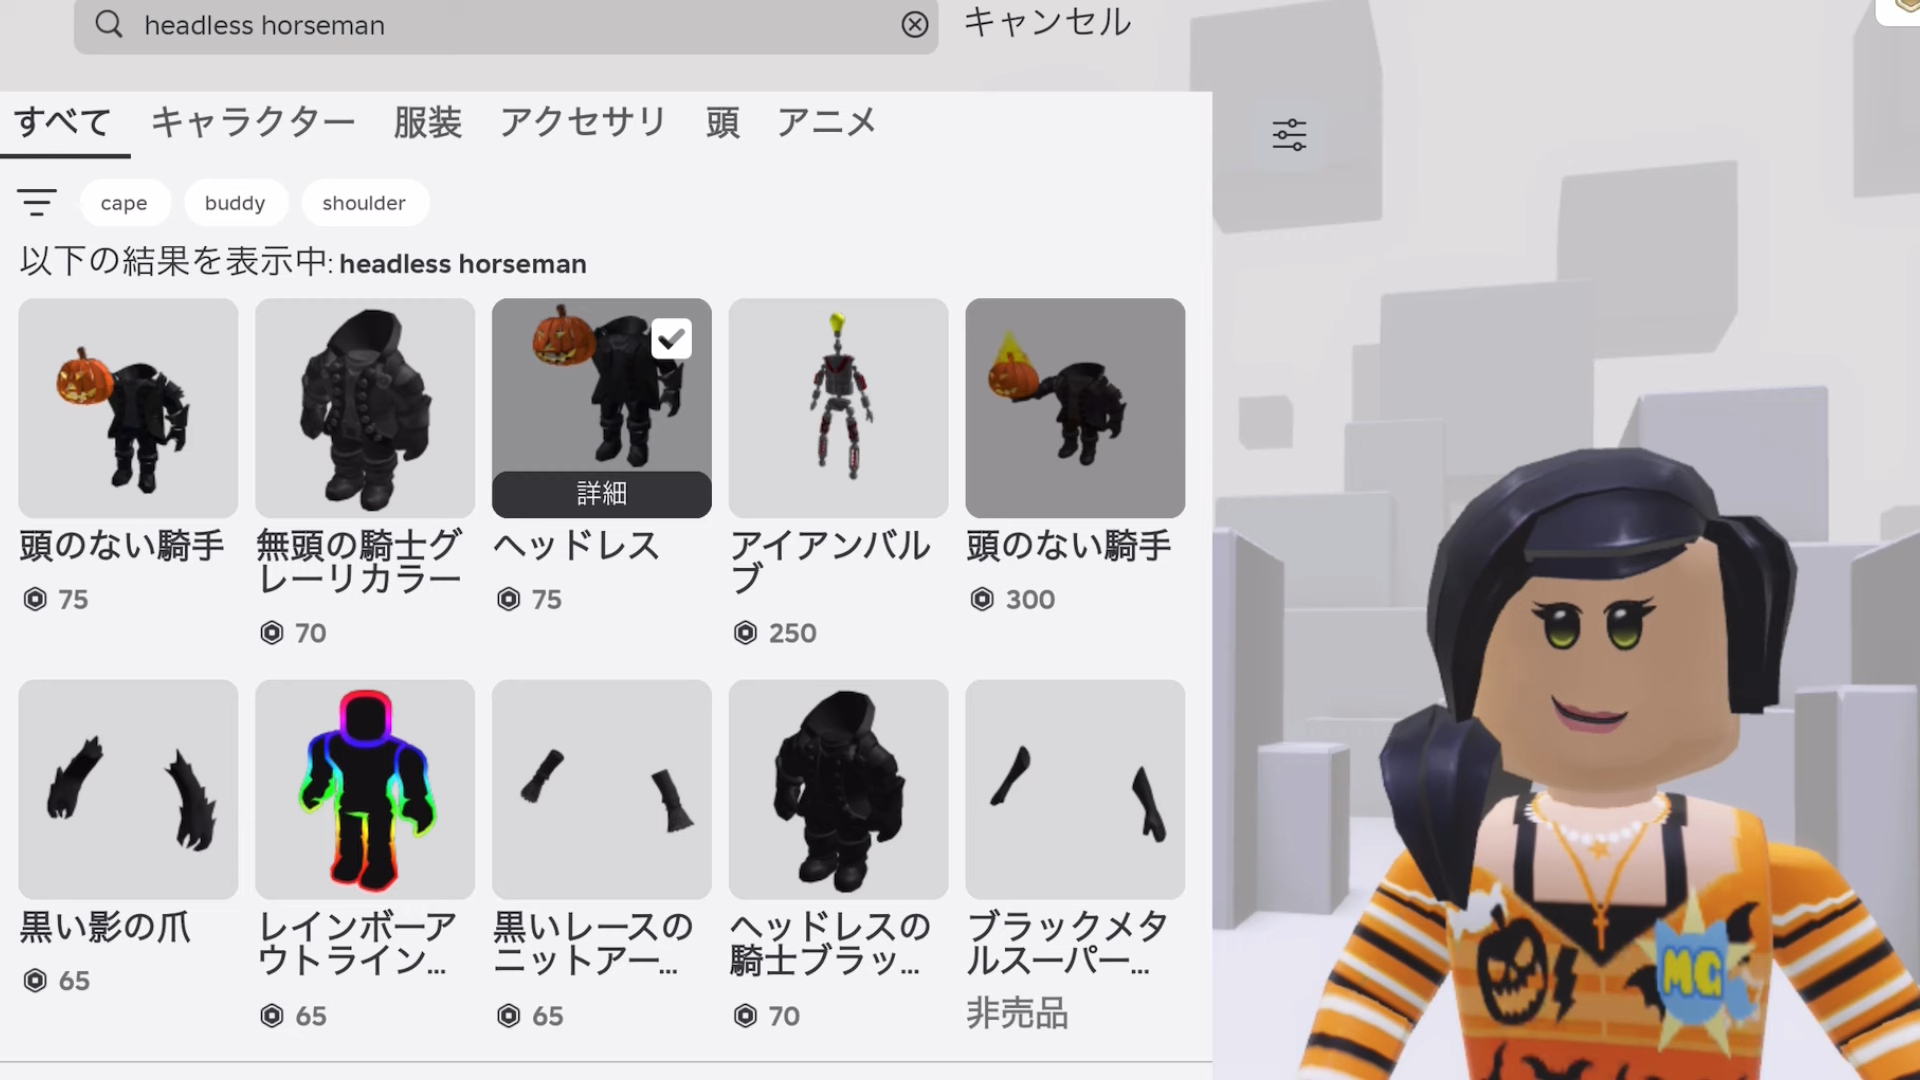 headless horseman
キャンセル
すべて キャラクター 服装 アクセサリ 頭 アニメ
cape buddy shoulder
以下の結果を表示中: headless horseman
詳細
頭のない騎手
75
無頭の騎士グ
レーリカラー
70
ヘッドレス
75
アイアンバル
ブ
250
頭のない騎手
300
黒い影の爪
65
レインボーア
ウトライン...
65
黒いレースの
ニットアー...
65
ヘッドレスの
騎士ブラッ...
70
ブラックメタ
ルスーパー...
非売品
MG